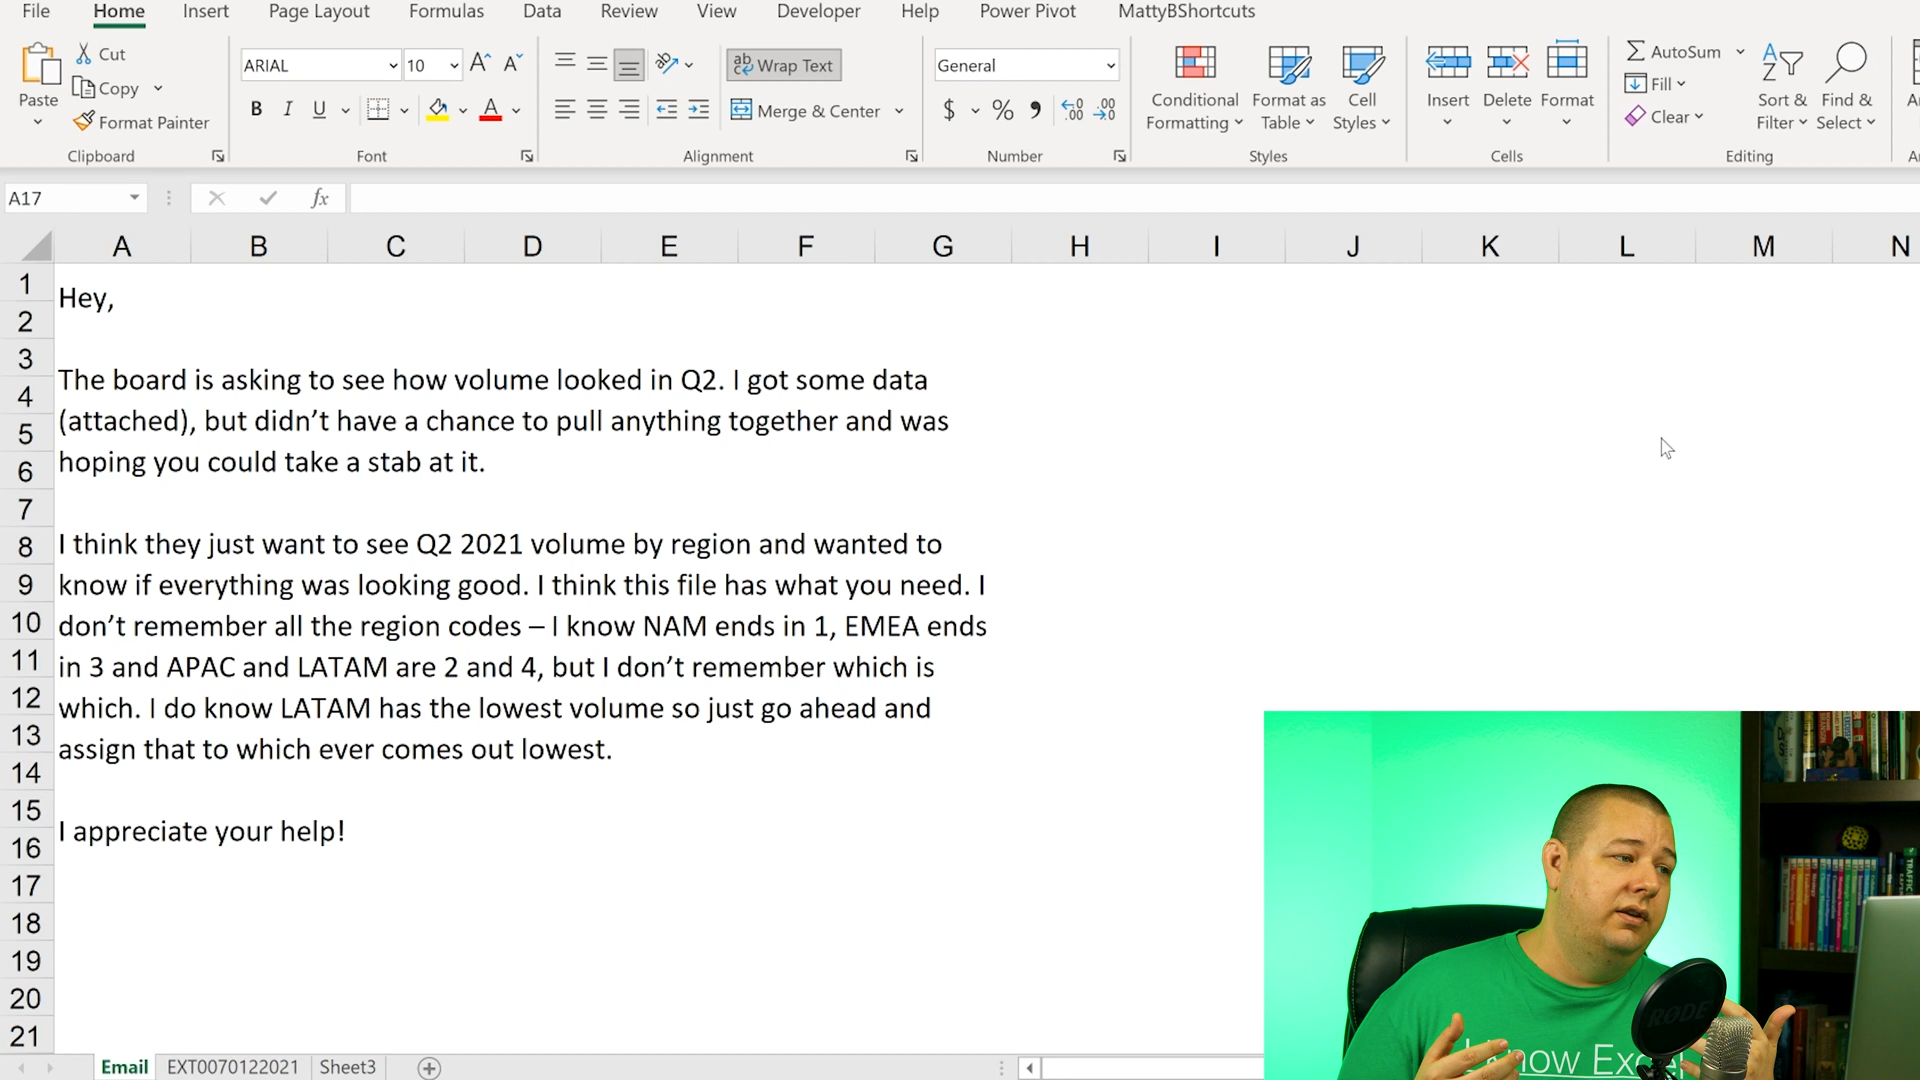 File Home Insert Page Layout Formulas Data Review View Developer Help Power Pivot MattyBShortcuts
Paste
Cut
Copy
Format Painter
Clipboard
ARIAL 10
B I U
Font
Wrap Text
Merge & Center
Alignment
General
$ % ,
Number
Conditional
Formatting
Format as
Table
Cell
Styles
Styles
Insert
Delete
Format
Cells
AutoSum
Fill
Clear
Sort &
Filter
Find &
Select
Editing
A17 fx
A B C D E F G H I J K L M N
1
2
3
4
5
6
7
8
9
10
11
12
13
14
15
16
17
18
19
20
21
Hey,
The board is asking to see how volume looked in Q2. I got some data
(attached), but didn’t have a chance to pull anything together and was
hoping you could take a stab at it.
I think they just want to see Q2 2021 volume by region and wanted to
know if everything was looking good. I think this file has what you need. I
don’t remember all the region codes – I know NAM ends in 1, EMEA ends
in 3 and APAC and LATAM are 2 and 4, but I don’t remember which is
which. I do know LATAM has the lowest volume so just go ahead and
assign that to which ever comes out lowest.
I appreciate your help!
RODE
Email EXT0070122021 Sheet3